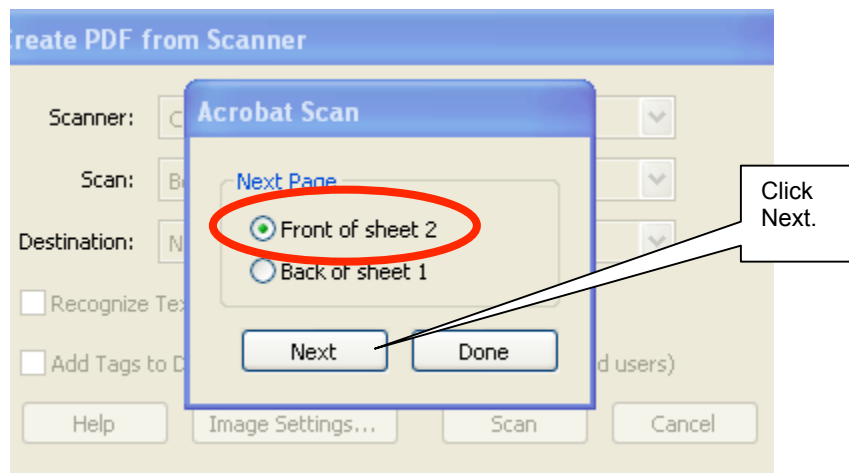 reate PDF from Scanner
Acrobat Scan
Scanner:
Scan:
Destination:
Next Page
Front of sheet 2
Back of sheet 1
Next
Done
Recognize Tex
Add Tags to D
d users)
Help
Image Settings...
Scan
Cancel
Click
Next.